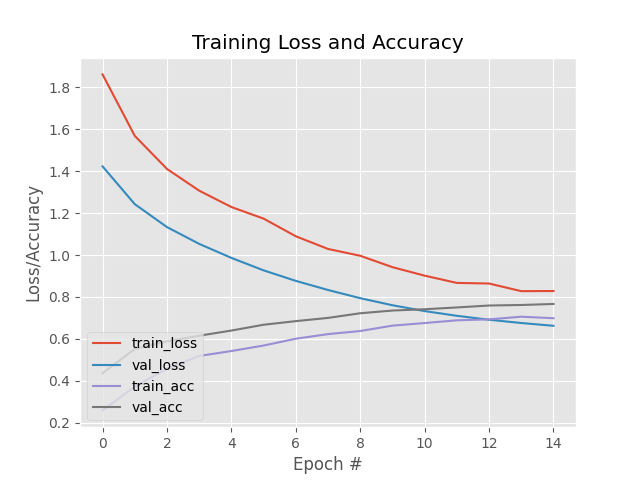 Training Loss and Accuracy
Loss/Accuracy
1.8
1.6
1.4
1.2
1.0
0.8
0.6
0.4
0.2
train_loss
val_loss
train_acc
val_acc
0 2 4 6 8 10 12 14
Epoch #